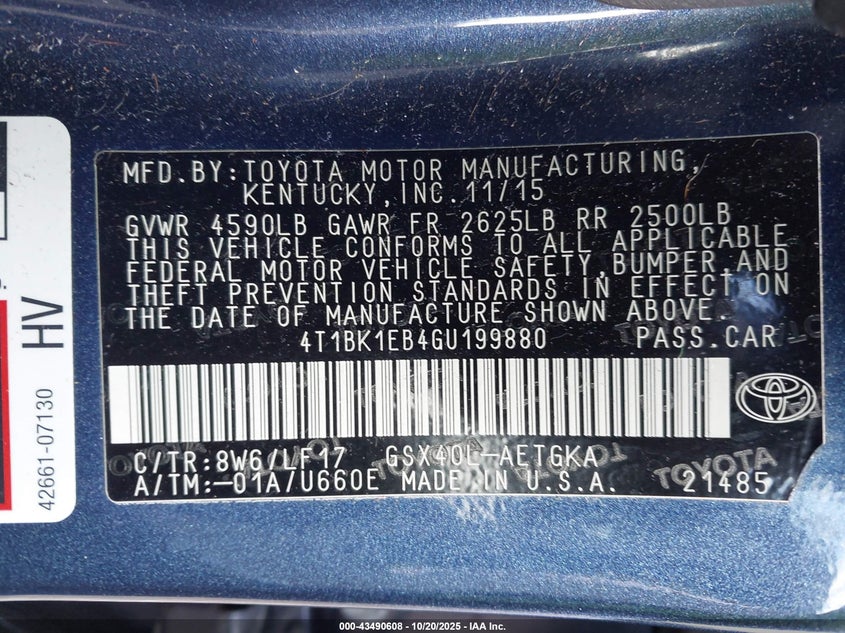 MFD.BY:TOYOTA MOTOR MANUFACTURING,
KENTUCKY,INC.11/15
GVWR 4590LB GAWR FR 2625LB RR 2500LB
THIS VEHICLE CONFORMS TO ALL APPLICABLE
FEDERAL MOTOR VEHICLE SAFETY,BUMPER,AND
THEFT PREVENTION STANDARDS IN EFFECT ON
THE DATE OF MANUFACTURE SHOWN ABOVE.
4T1BK1EB4GU199880 PASS.CAR
C/TR:8W6/LF17 GSX40L-AETGKA
A/TM:-01A/U660E MADE IN U.S.A. 21485
TOYOTA
HV
42661-07130
000-43490608 - 10/20/2025 - IAA Inc.